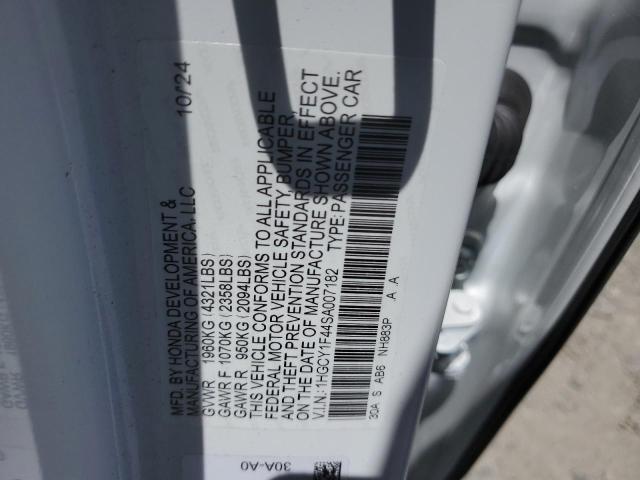 MFD. BY HONDA DEVELOPMENT & 10/24
MANUFACTURING OF AMERICA, LLC
GVWR 1960KG(4321LBS)
GAWR F 1070KG(2358LBS)
GAWR R 950KG(2094LBS)
THIS VEHICLE CONFORMS TO ALL APPLICABLE
FEDERAL MOTOR VEHICLE SAFETY, BUMPER,
AND THEFT PREVENTION STANDARDS IN EFFECT
ON THE DATE OF MANUFACTURE SHOWN ABOVE.
V.I.N.:1HGCY1F44SA007182 TYPE:PASSENGER CAR
30A S AB6 NH883P A A
30A-A0